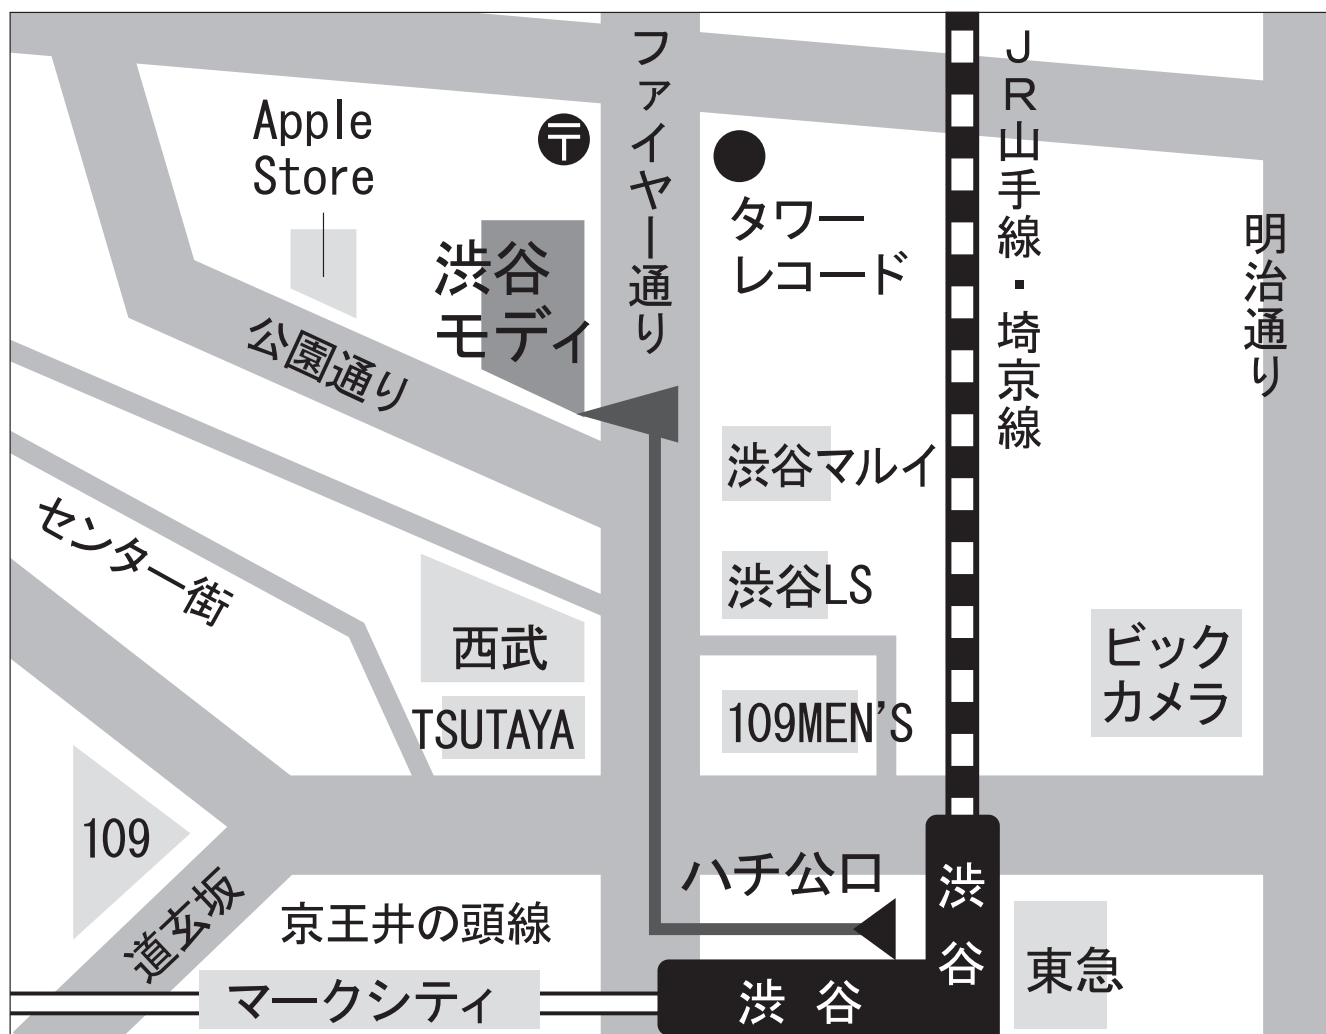 Apple
Store
〒
ファイヤー通り
タワー
レコード
JR山手線・埼京線
明治通り
渋谷
モディ
公園通り
渋谷マルイ
センター街
渋谷LS
西武
TSUTAYA
109MEN'S
ビック
カメラ
109
道玄坂
ハチ公口
渋谷
京王井の頭線
マークシティ
渋谷
東急